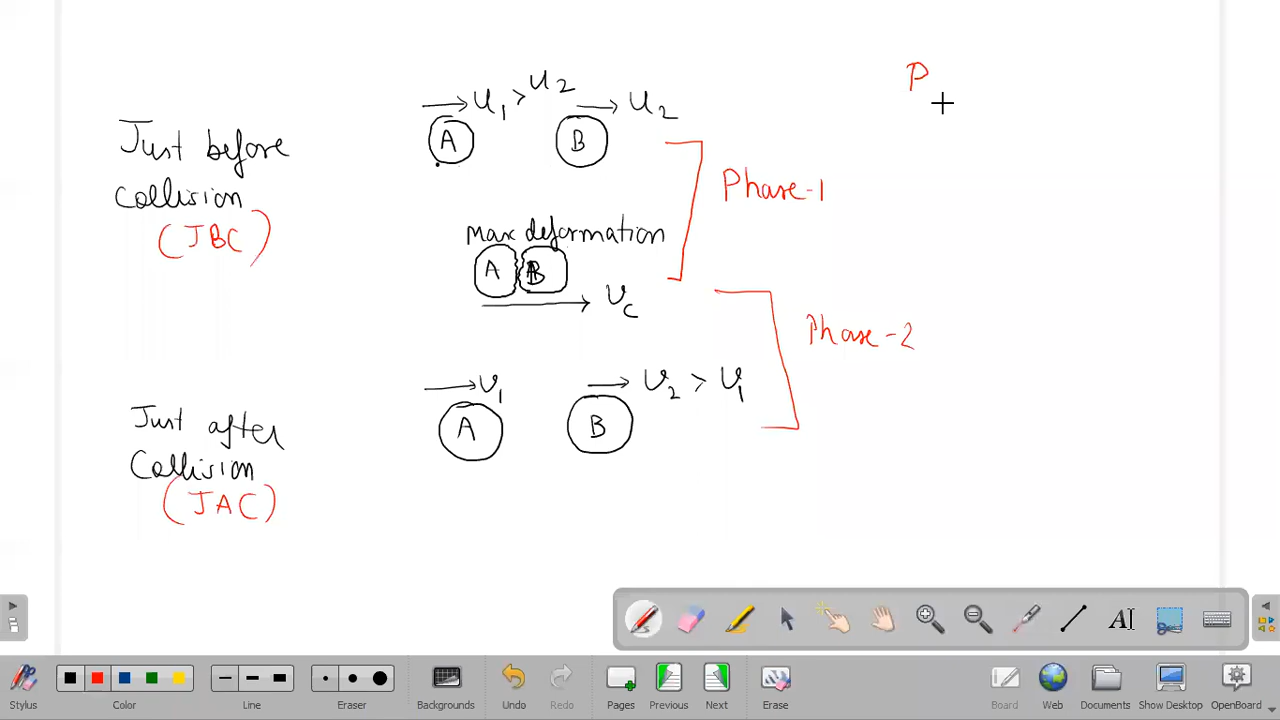 u₁ > u₂
u₂
P
A
B
Just before
collision
(JBC)
Phase-1
Max deformation
A
B
v_c
Phase-2
v₁
v₂ > v₁
A
B
Just after
Collision
(JAC)
Stylus
Color
Line
Eraser
Backgrounds
Undo
Redo
Pages
Previous
Next
Erase
Board
Web
Documents
Show Desktop
OpenBoard